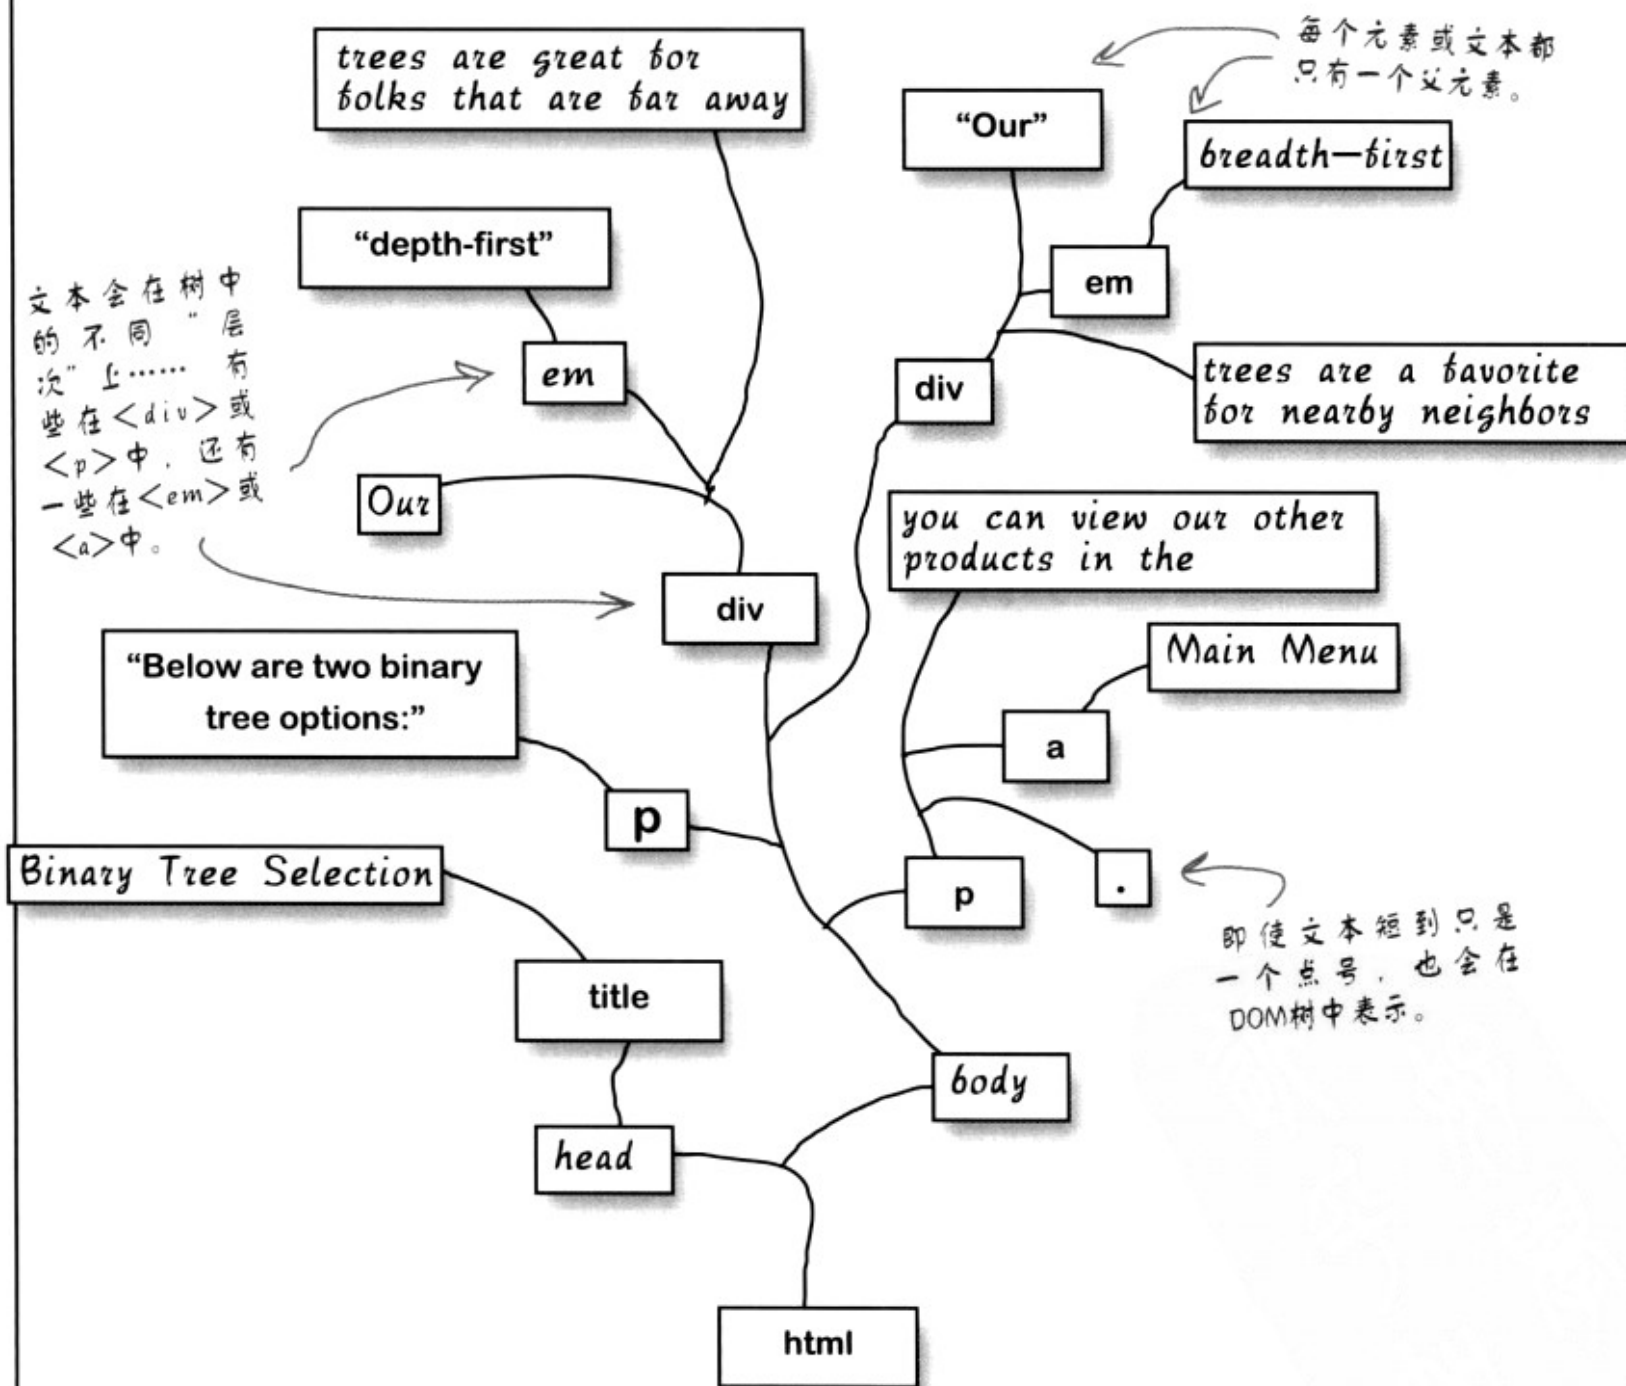 trees are great for
folks that are far away
每个元素或文本都
只有一个父元素。
“Our”
breadth—first
“depth-first”
em
文本会在树中
的不同“层
次”上…… 有
些在<div>或
<p>中，还有
一些在<em>或
<a>中。
em
div
trees are a favorite
for nearby neighbors
Our
you can view our other
products in the
div
Main Menu
“Below are two binary
tree options:”
a
p
Binary Tree Selection
p
.
即使文本短到只是
一个点号，也会在
DOM树中表示。
title
body
head
html